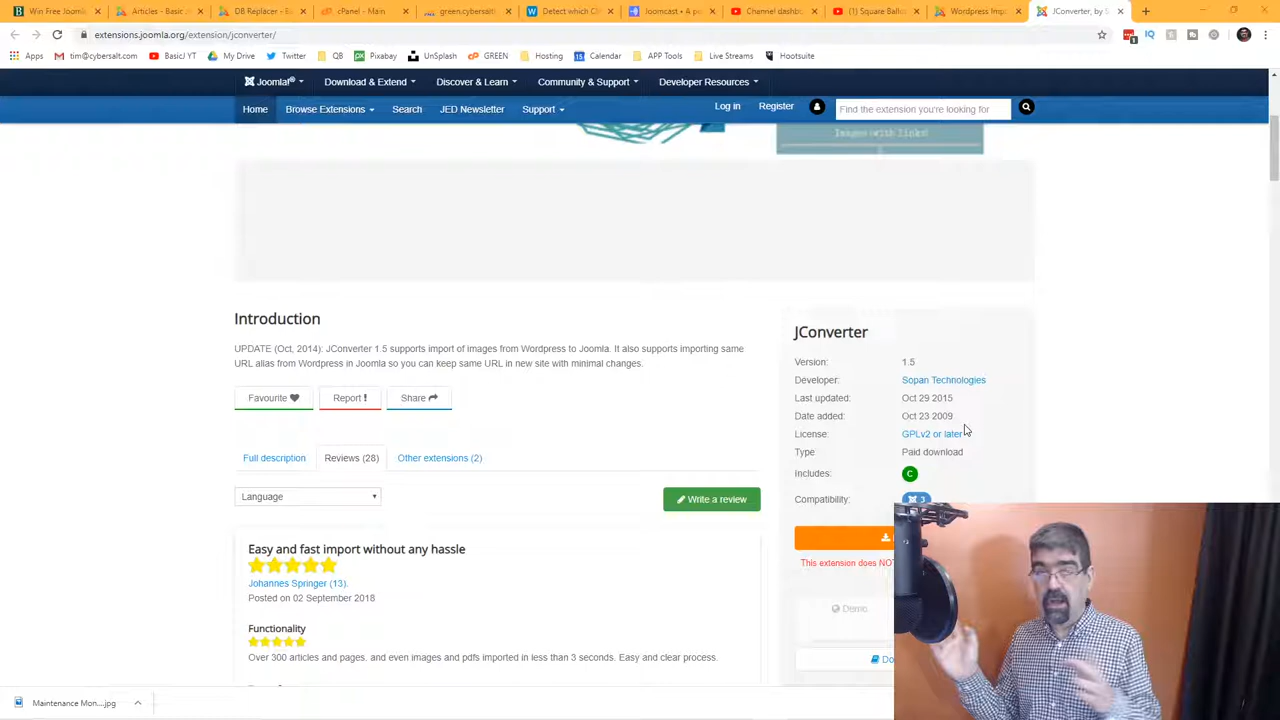 Win Free Joomla
Articles - Basic
DB Replacer -
cPanel - Main
green.cybersalt
Detect which
Joomcast • A
Channel dashb
(1) Square
Wordpress
JConverter, by
extensions.joomla.org/extension/jconverter/
Apps
tim@cybersalt.com
BasicJ YT
My Drive
Twitter
QB
Pixabay
UnSplash
GREEN
Hosting
Calendar
APP Tools
Live Streams
Hootsuite
Joomla!®
Download & Extend
Discover & Learn
Community & Support
Developer Resources
Home
Browse Extensions
Search
JED Newsletter
Support
Log in
Register
Find the extension you're looking for
Images with links!
Introduction
UPDATE (Oct, 2014): JConverter 1.5 supports import of images from Wordpress to Joomla. It also supports importing same
URL alias from Wordpress in Joomla so you can keep same URL in new site with minimal changes.
Favourite
Report
Share
Full description
Reviews (28)
Other extensions (2)
Language
Write a review
Easy and fast import without any hassle
Johannes Springer (13).
Posted on 02 September 2018
Functionality
Over 300 articles and pages, and even images and pdfs imported in less than 3 seconds. Easy and clear process.
JConverter
Version: 1.5
Developer: Sopan Technologies
Last updated: Oct 29 2015
Date added: Oct 23 2009
License: GPLv2 or later
Type: Paid download
Includes: C
Compatibility: 3
This extension does NOT
Demo
Do
Maintenance Mon....jpg